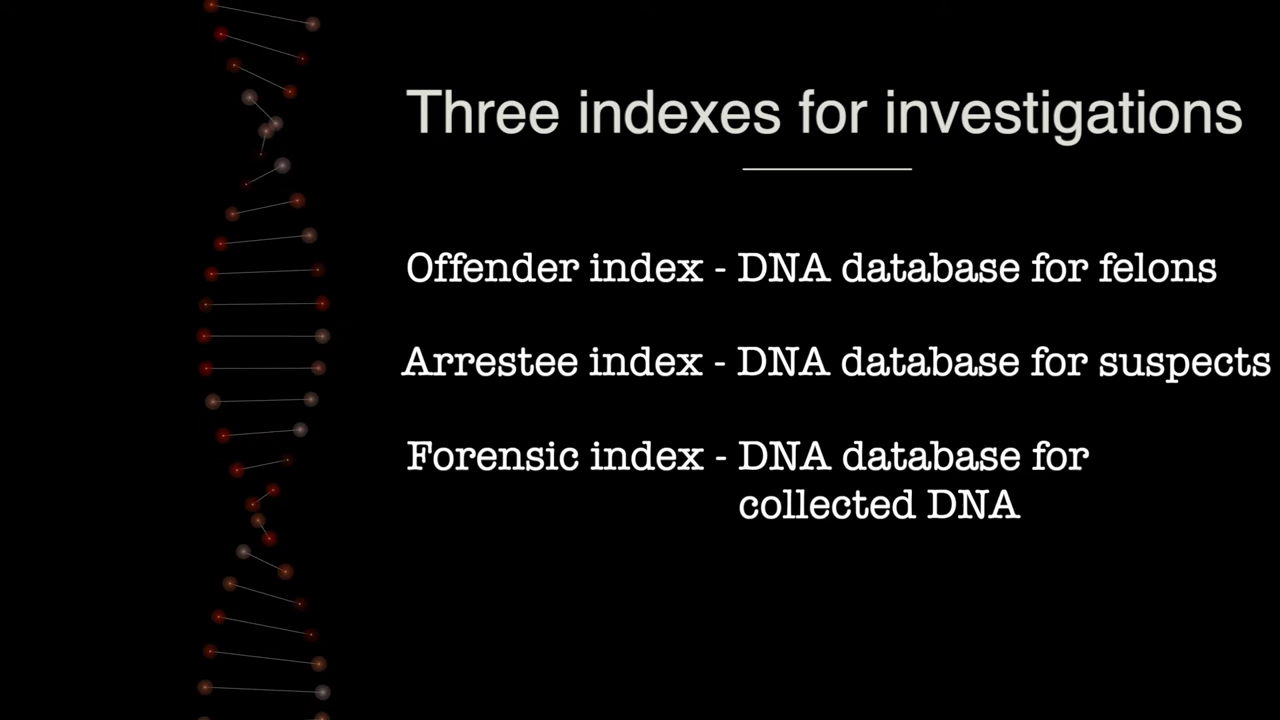 Three indexes for investigations
Offender index - DNA database for felons
Arrestee index - DNA database for suspects
Forensic index - DNA database for
collected DNA